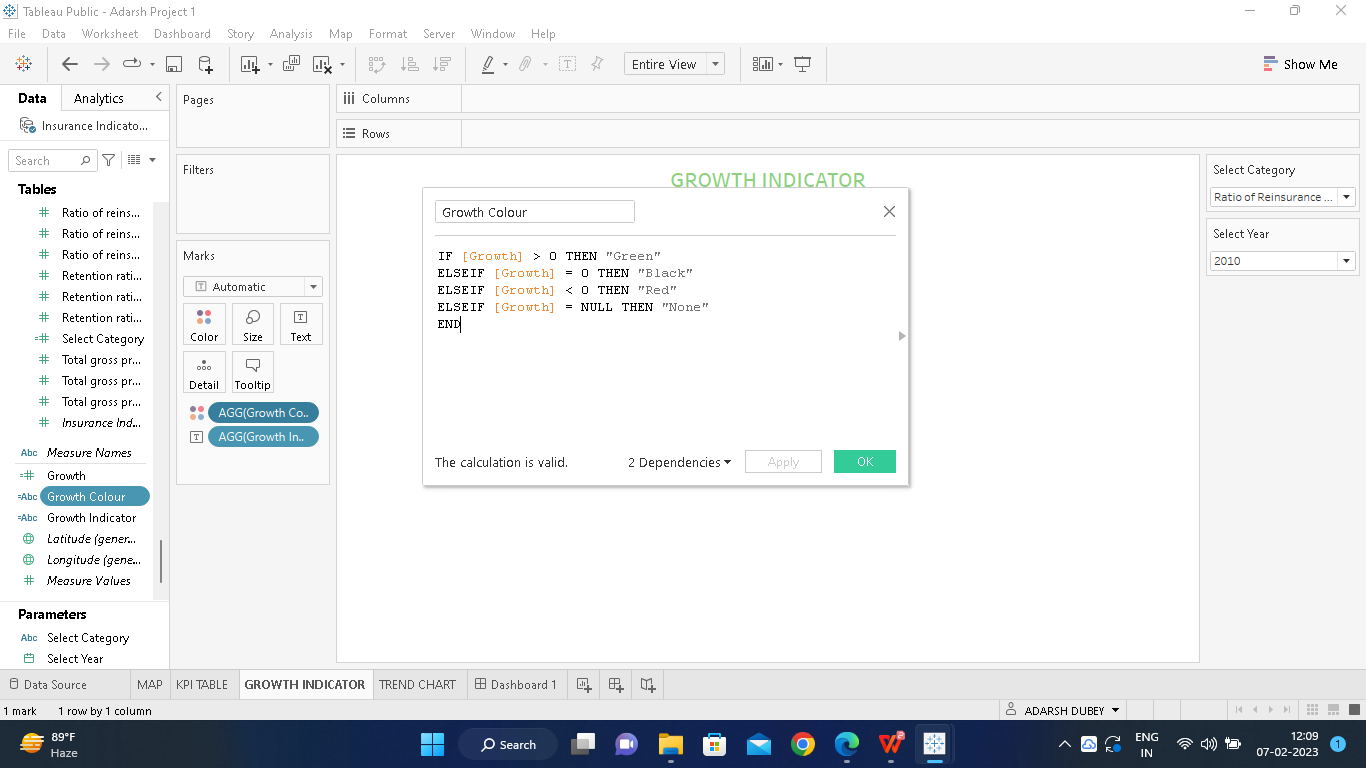 Tableau Public - Adarsh Project 1
File Data Worksheet Dashboard Story Analysis Map Format Server Window Help
Entire View
Show Me
Data Analytics
Insurance Indicato...
Search
Tables
Ratio of reins...
Ratio of reins...
Ratio of reins...
Retention rati...
Retention rati...
Retention rati...
Select Category
Total gross pr...
Total gross pr...
Total gross pr...
Insurance Ind...
Abc Measure Names
Growth
=Abc Growth Colour
=Abc Growth Indicator
Latitude (gener...
Longitude (gene...
Measure Values
Parameters
Abc Select Category
Select Year
Pages
Filters
Marks
Automatic
Color Size Text
Detail Tooltip
AGG(Growth Co..
AGG(Growth In..
Columns
Rows
GROWTH INDICATOR
Growth Colour
IF [Growth] > 0 THEN "Green"
ELSEIF [Growth] = 0 THEN "Black"
ELSEIF [Growth] < 0 THEN "Red"
ELSEIF [Growth] = NULL THEN "None"
END
The calculation is valid. 2 Dependencies Apply OK
Select Category
Ratio of Reinsurance ...
Select Year
2010
Data Source MAP KPI TABLE GROWTH INDICATOR TREND CHART Dashboard 1
1 mark 1 row by 1 column ADARSH DUBEY
89°F
Haze
Search
ENG
IN
12:09
07-02-2023
1